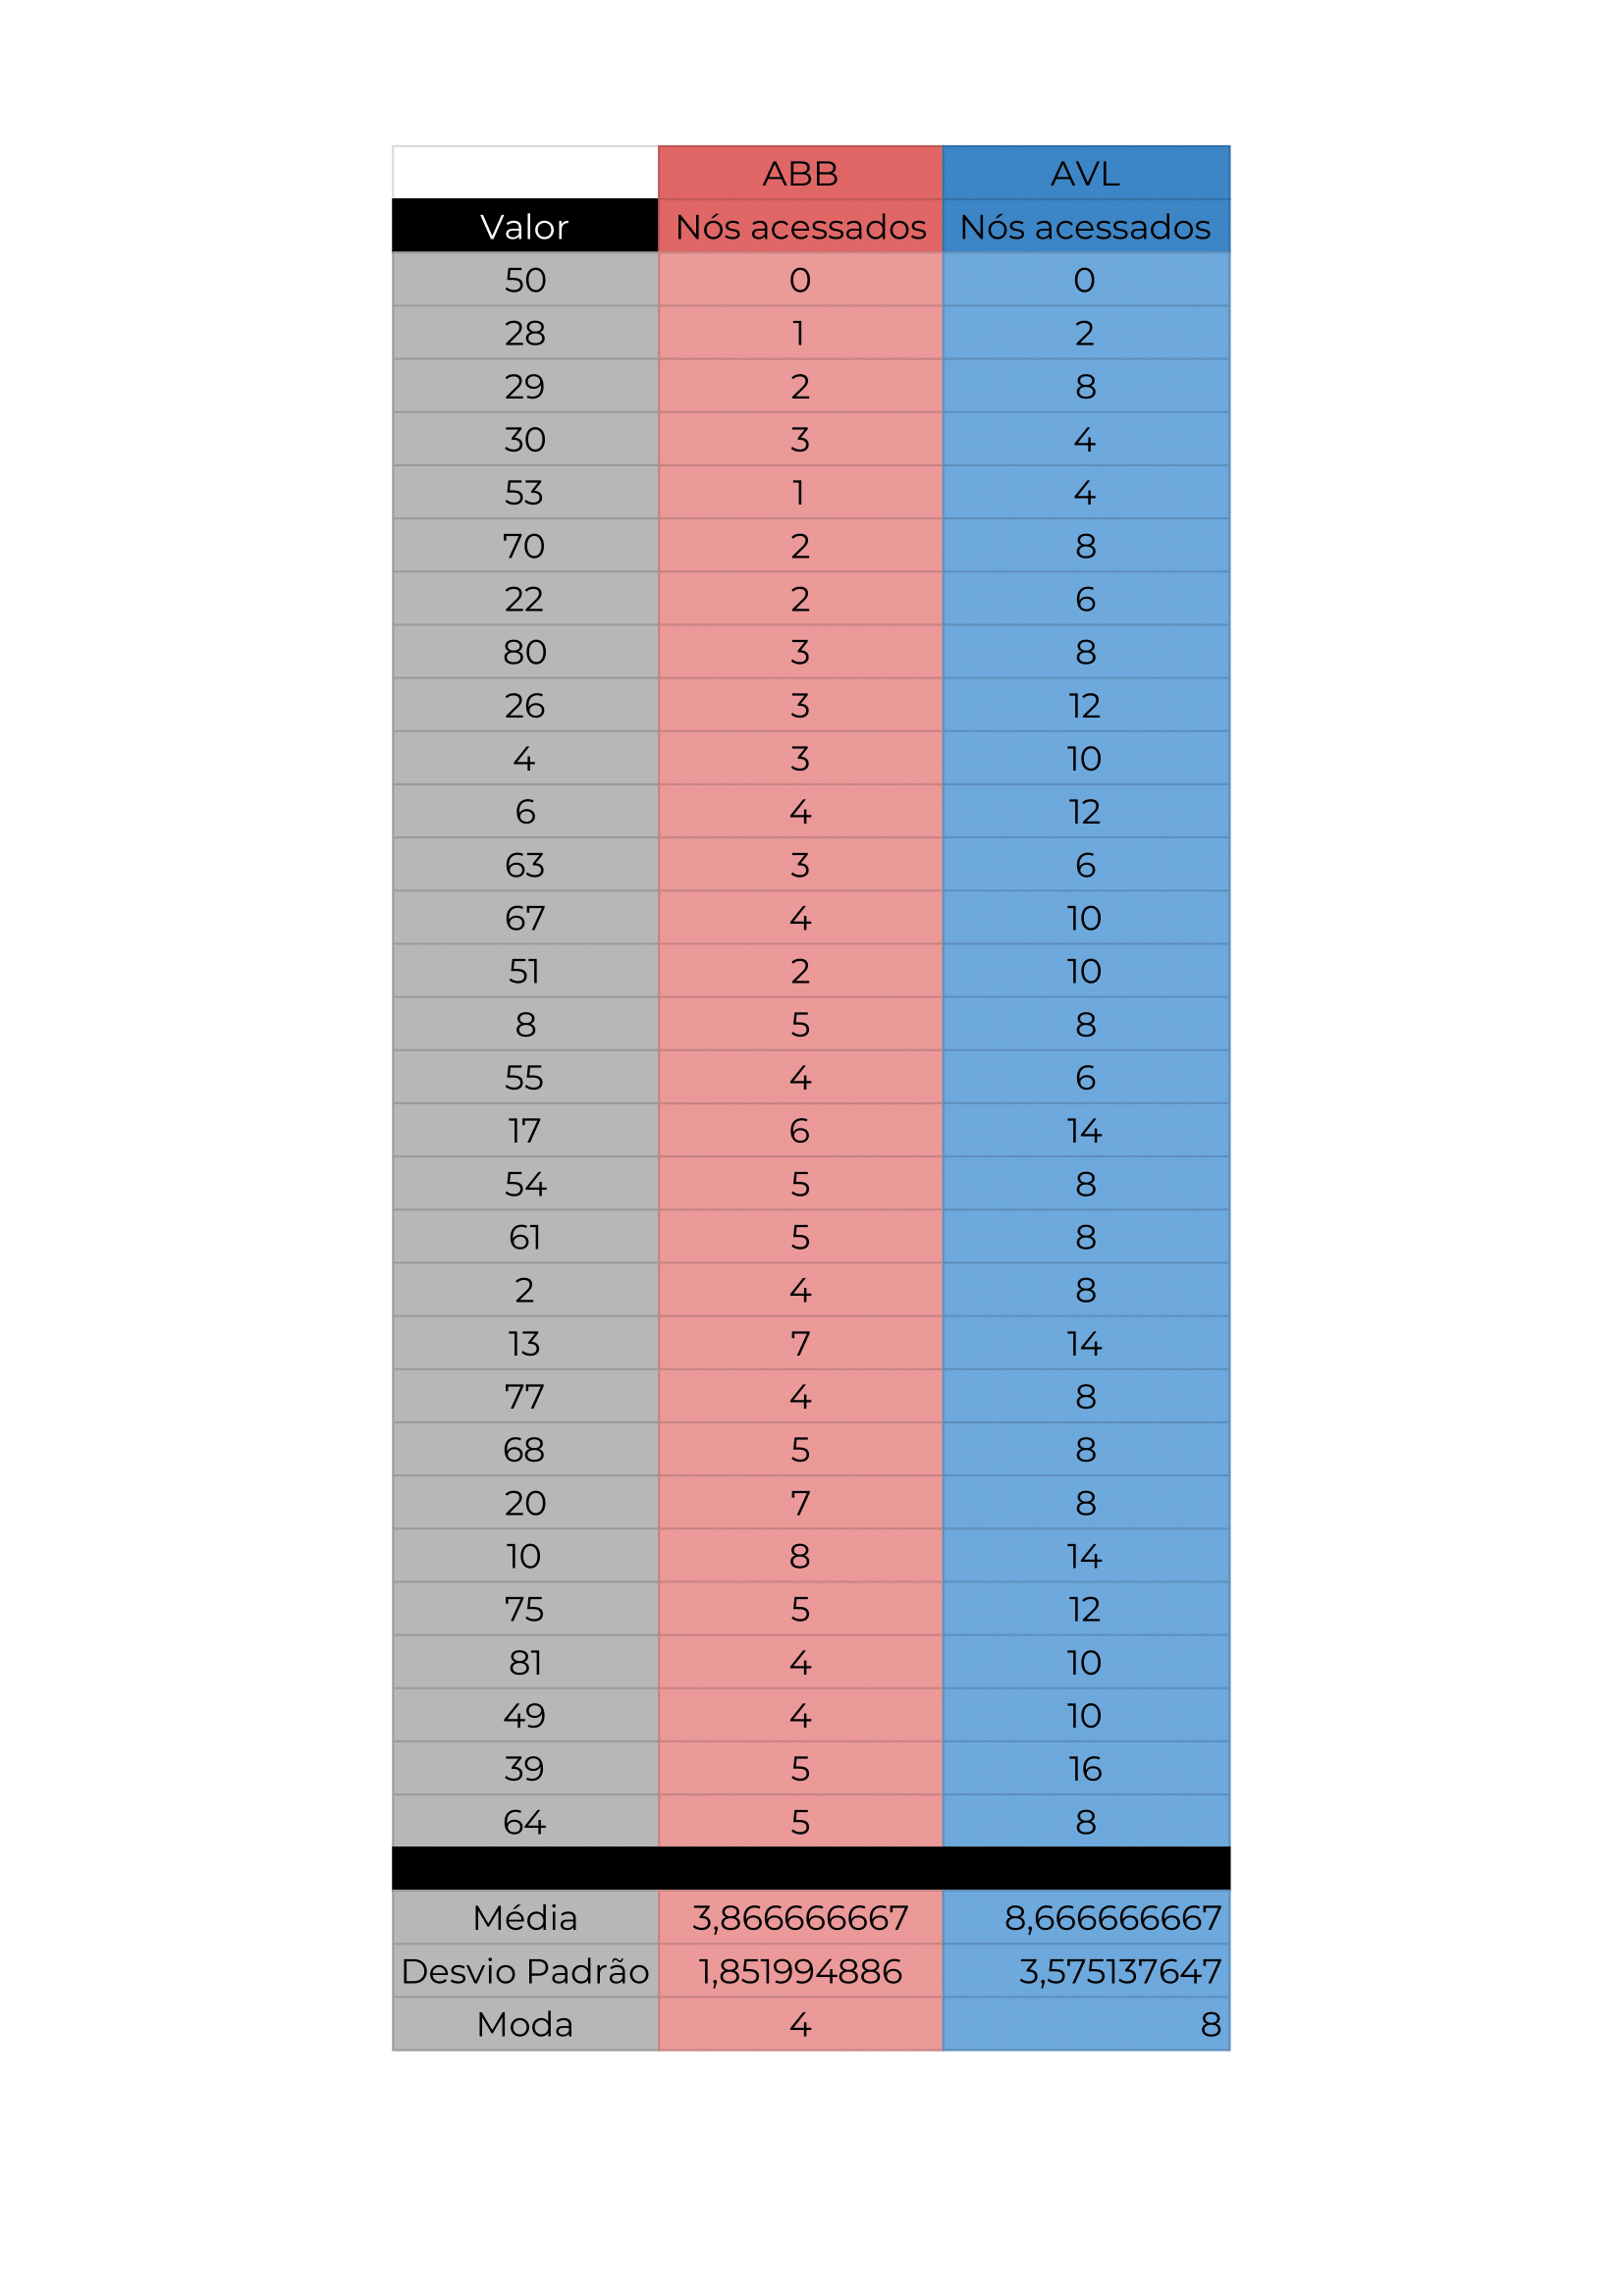 ABB AVL
Valor Nós acessados Nós acessados
50 0 0
28 1 2
29 2 8
30 3 4
53 1 4
70 2 8
22 2 6
80 3 8
26 3 12
4 3 10
6 4 12
63 3 6
67 4 10
51 2 10
8 5 8
55 4 6
17 6 14
54 5 8
61 5 8
2 4 8
13 7 14
77 4 8
68 5 8
20 7 8
10 8 14
75 5 12
81 4 10
49 4 10
39 5 16
64 5 8
Média 3,866666667 8,666666667
Desvio Padrão 1,851994886 3,575137647
Moda 4 8